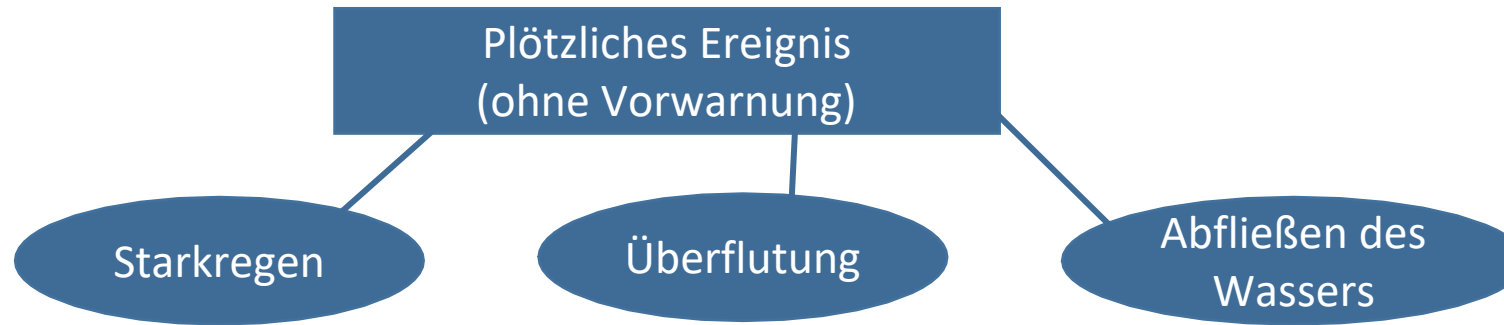 Plötzliches Ereignis
(ohne Vorwarnung)
Starkregen
Überflutung
Abfließen des
Wassers